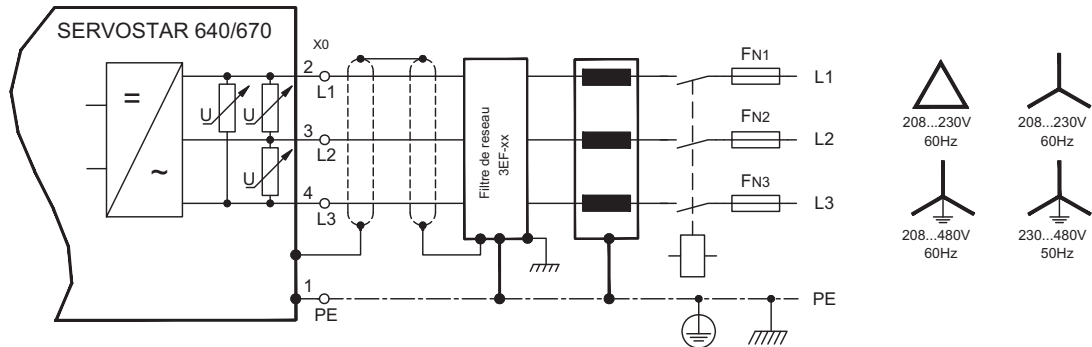 SERVOSTAR 640/670
X0
2
L1
3
L2
4
L3
1
PE
=
~
U
U
U
Filtre de reseau
3EF-xx
FN1
L1
FN2
L2
FN3
L3
PE
208...230V
60Hz
208...230V
60Hz
208...480V
60Hz
230...480V
50Hz